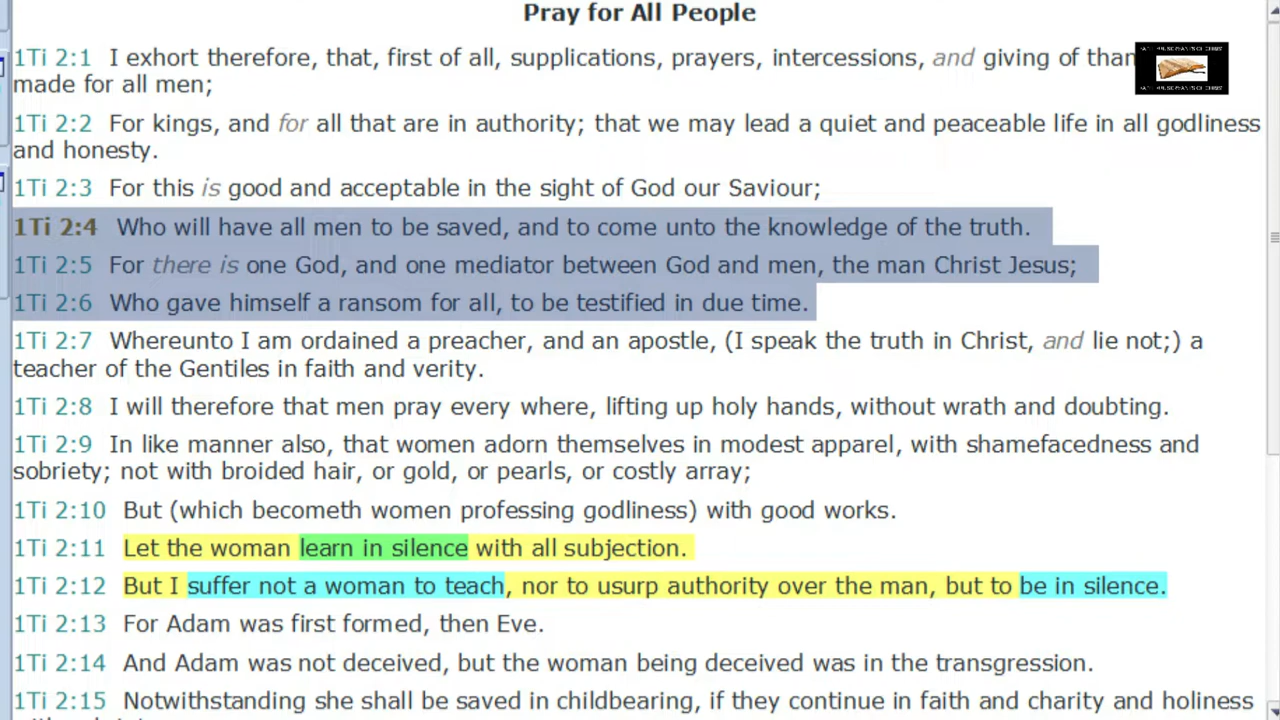 Pray for All People
1Ti 2:1 I exhort therefore, that, first of all, supplications, prayers, intercessions, and giving of than
made for all men;
1Ti 2:2 For kings, and for all that are in authority; that we may lead a quiet and peaceable life in all godliness
and honesty.
1Ti 2:3 For this is good and acceptable in the sight of God our Saviour;
1Ti 2:4 Who will have all men to be saved, and to come unto the knowledge of the truth.
1Ti 2:5 For there is one God, and one mediator between God and men, the man Christ Jesus;
1Ti 2:6 Who gave himself a ransom for all, to be testified in due time.
1Ti 2:7 Whereunto I am ordained a preacher, and an apostle, (I speak the truth in Christ, and lie not;) a
teacher of the Gentiles in faith and verity.
1Ti 2:8 I will therefore that men pray every where, lifting up holy hands, without wrath and doubting.
1Ti 2:9 In like manner also, that women adorn themselves in modest apparel, with shamefacedness and
sobriety; not with broided hair, or gold, or pearls, or costly array;
1Ti 2:10 But (which becometh women professing godliness) with good works.
1Ti 2:11 Let the woman learn in silence with all subjection.
1Ti 2:12 But I suffer not a woman to teach, nor to usurp authority over the man, but to be in silence.
1Ti 2:13 For Adam was first formed, then Eve.
1Ti 2:14 And Adam was not deceived, but the woman being deceived was in the transgression.
1Ti 2:15 Notwithstanding she shall be saved in childbearing, if they continue in faith and charity and holiness